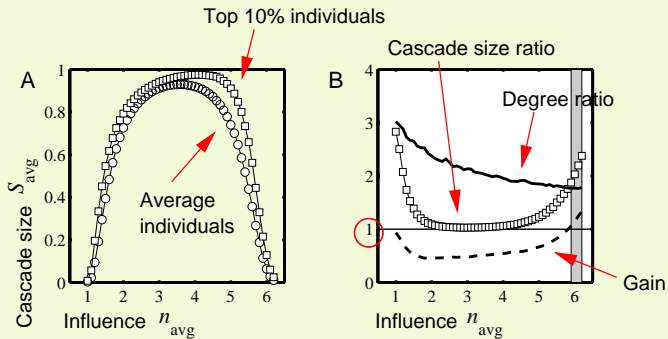 Top 10% individuals
A
Cascade size S_avg
1
0.8
0.6
0.4
0.2
0
Average
individuals
1 2 3 4 5 6
Influence n_avg
B
Cascade size ratio
Degree ratio
4
3
2
1
0
Gain
1 2 3 4 5 6
Influence n_avg